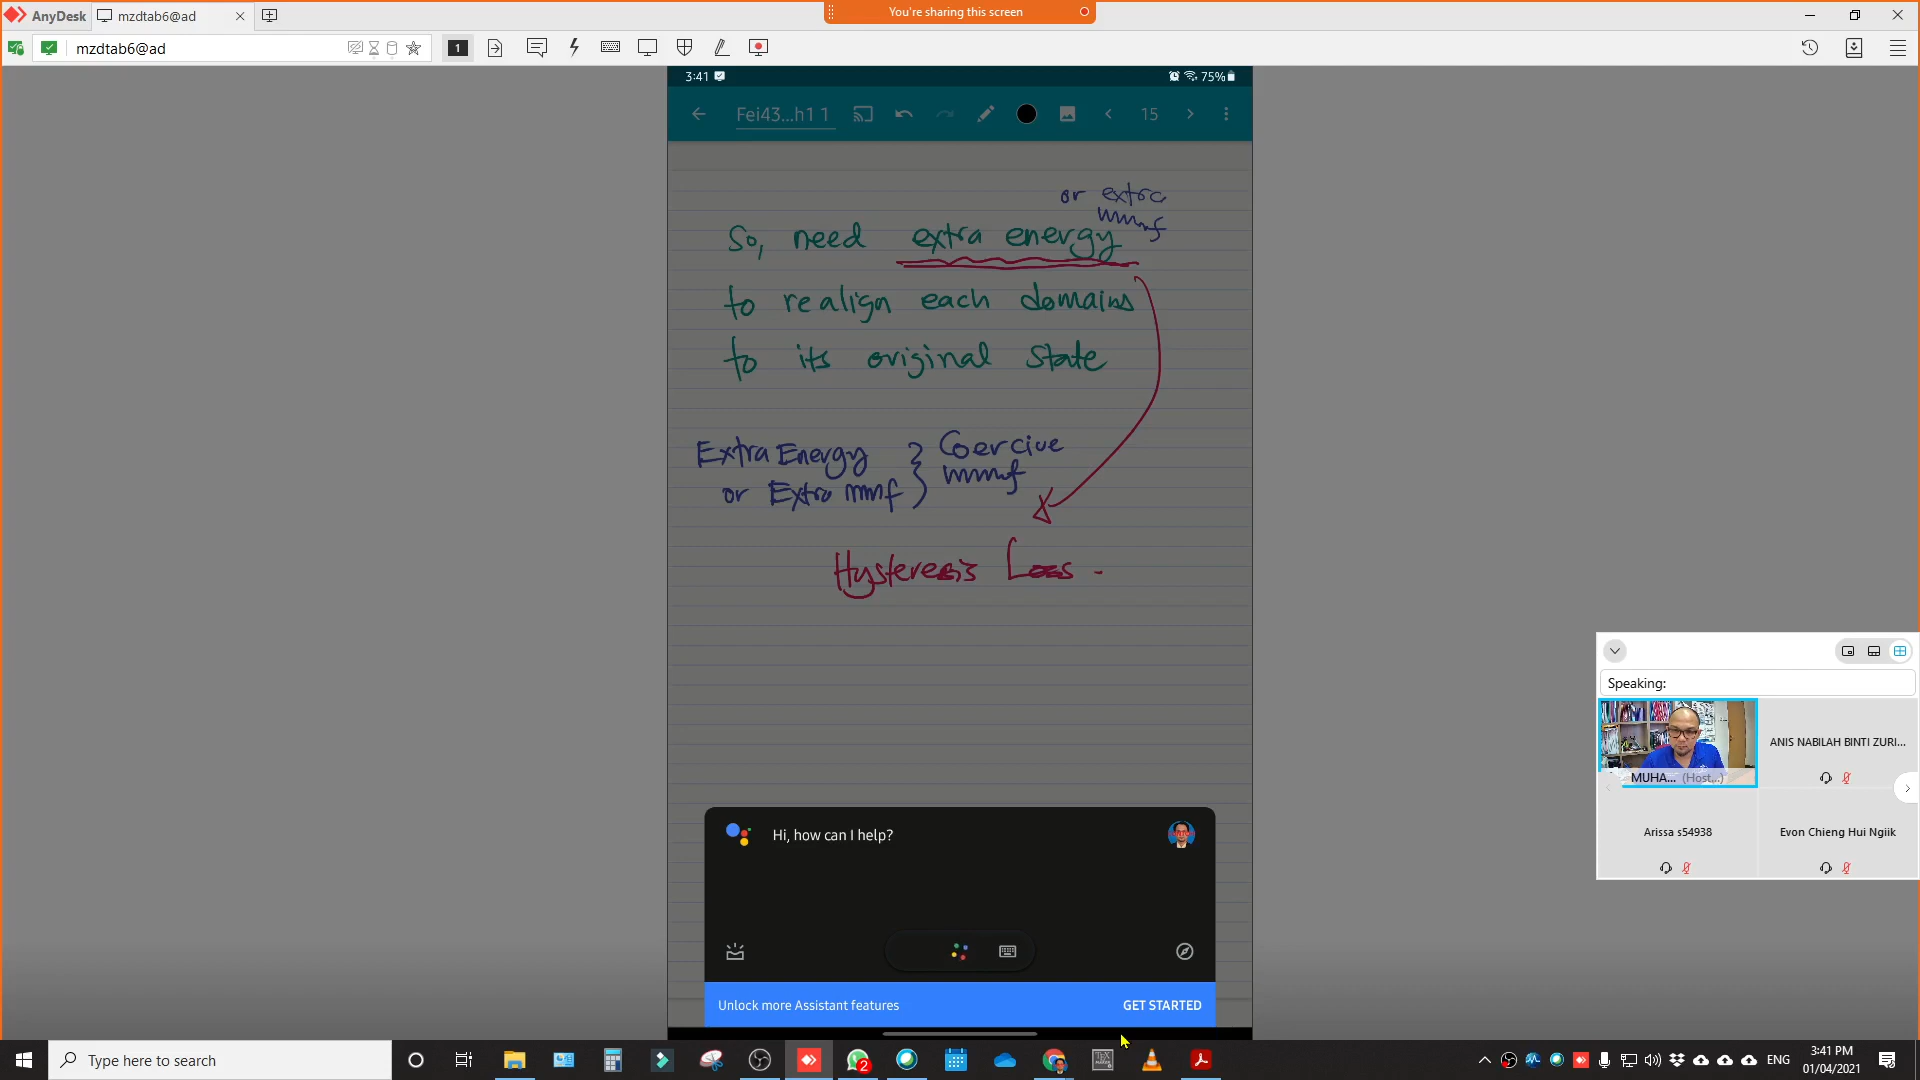 AnyDesk
mzdtab6@ad
You're sharing this screen
mzdtab6@ad
1
3:41
75%
Fei43...h1 1
15
or extra
mmf
So, need extra energy
to realign each domains
to its original state
Extra Energy
or Extra mmf
Coercive
mmf
Hysteresis Loss.
Speaking:
MUHA... (Host...)
ANIS NABILAH BINTI ZURI...
Arissa s54938
Evon Chieng Hui Ngiik
Hi, how can I help?
Unlock more Assistant features
GET STARTED
Type here to search
2
ENG
3:41 PM
01/04/2021